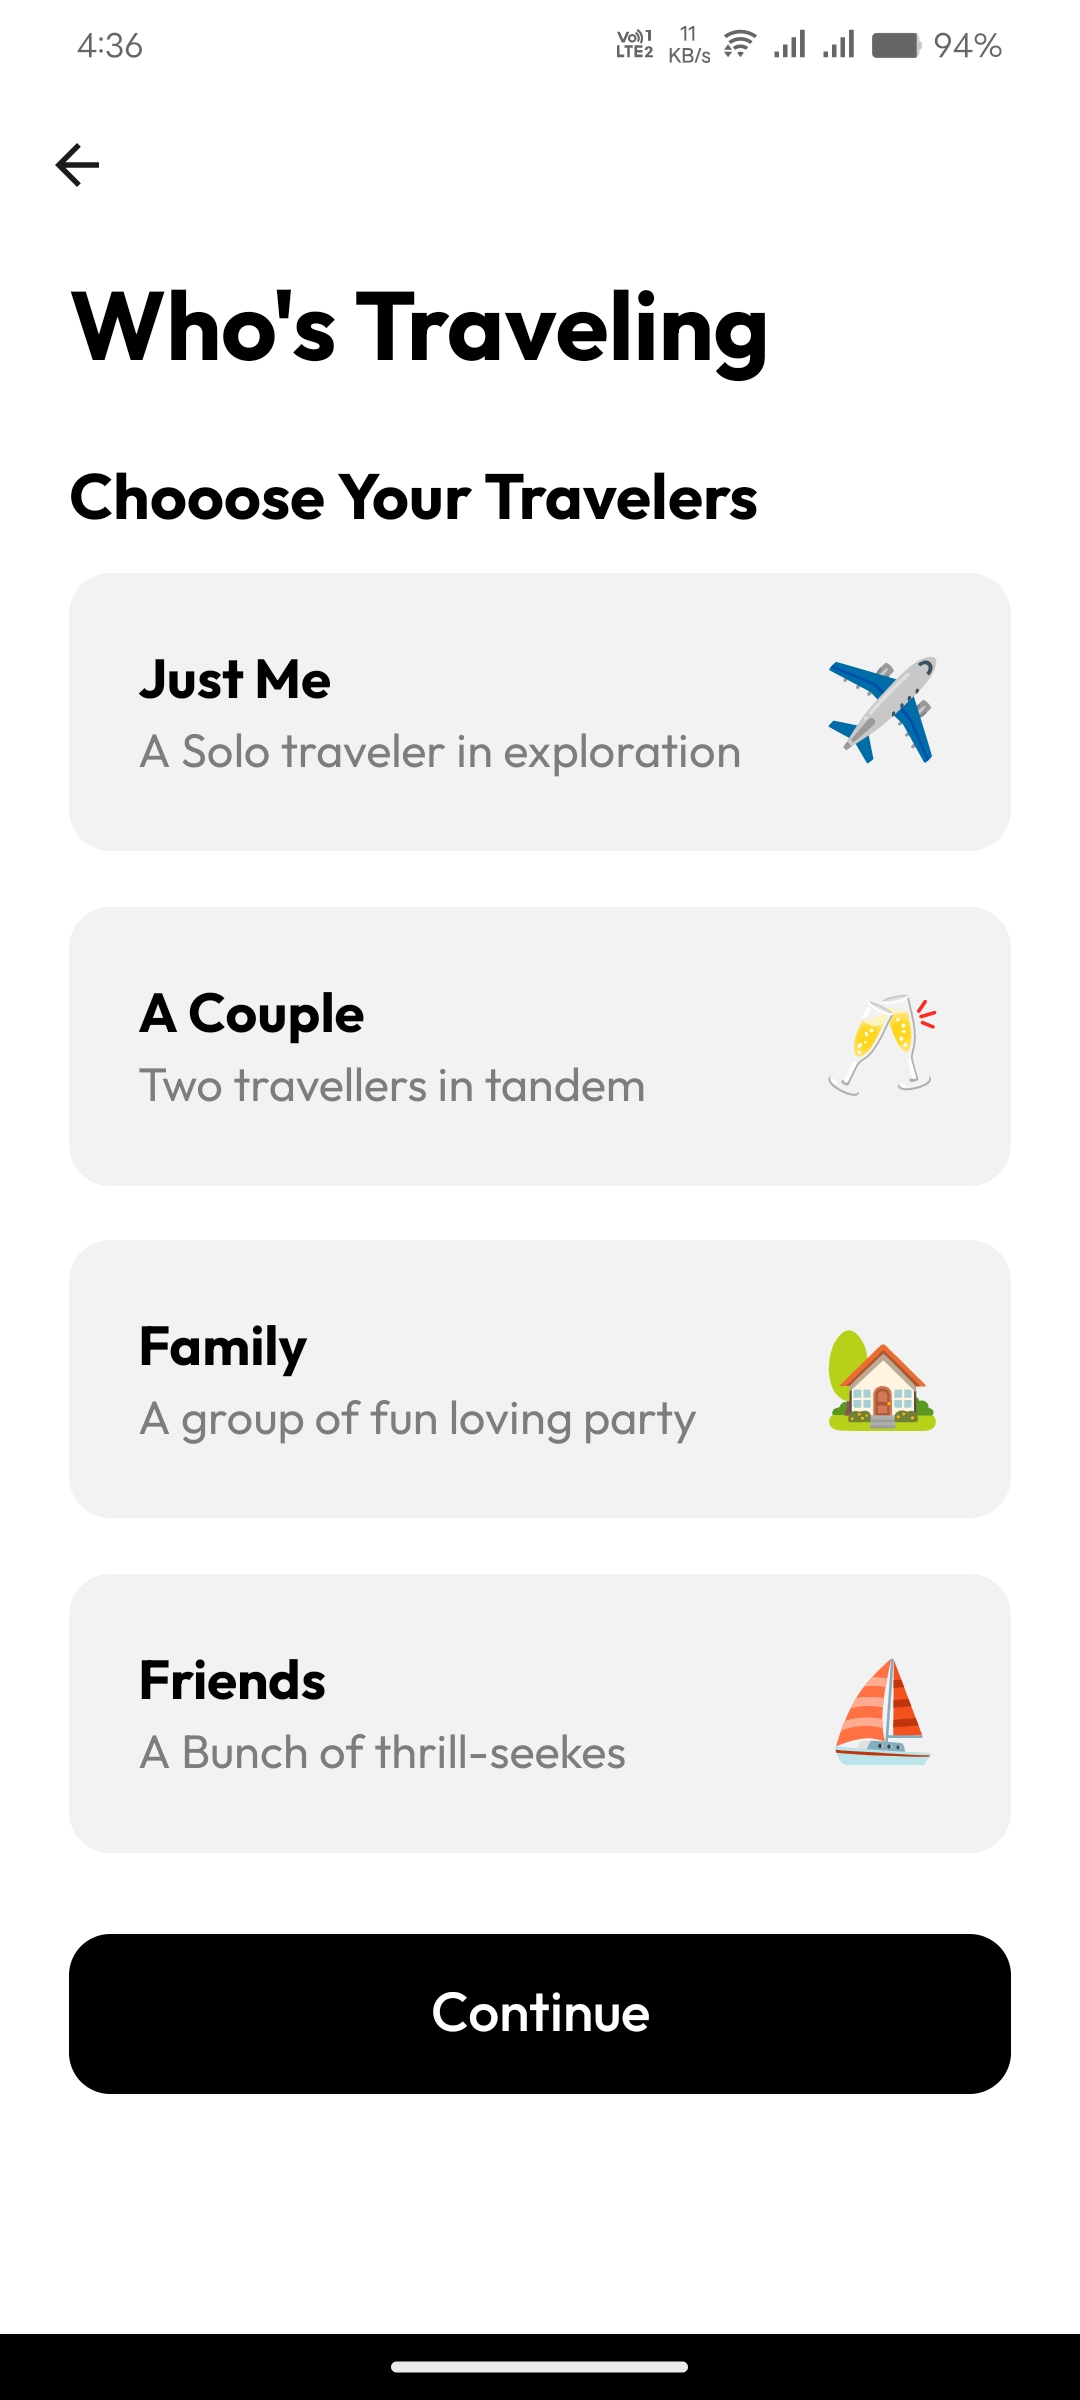 4:36
Vo)) 1
LTE2
11
KB/s
94%
Who's Traveling
Chooose Your Travelers
Just Me
A Solo traveler in exploration
A Couple
Two travellers in tandem
Family
A group of fun loving party
Friends
A Bunch of thrill-seekes
Continue